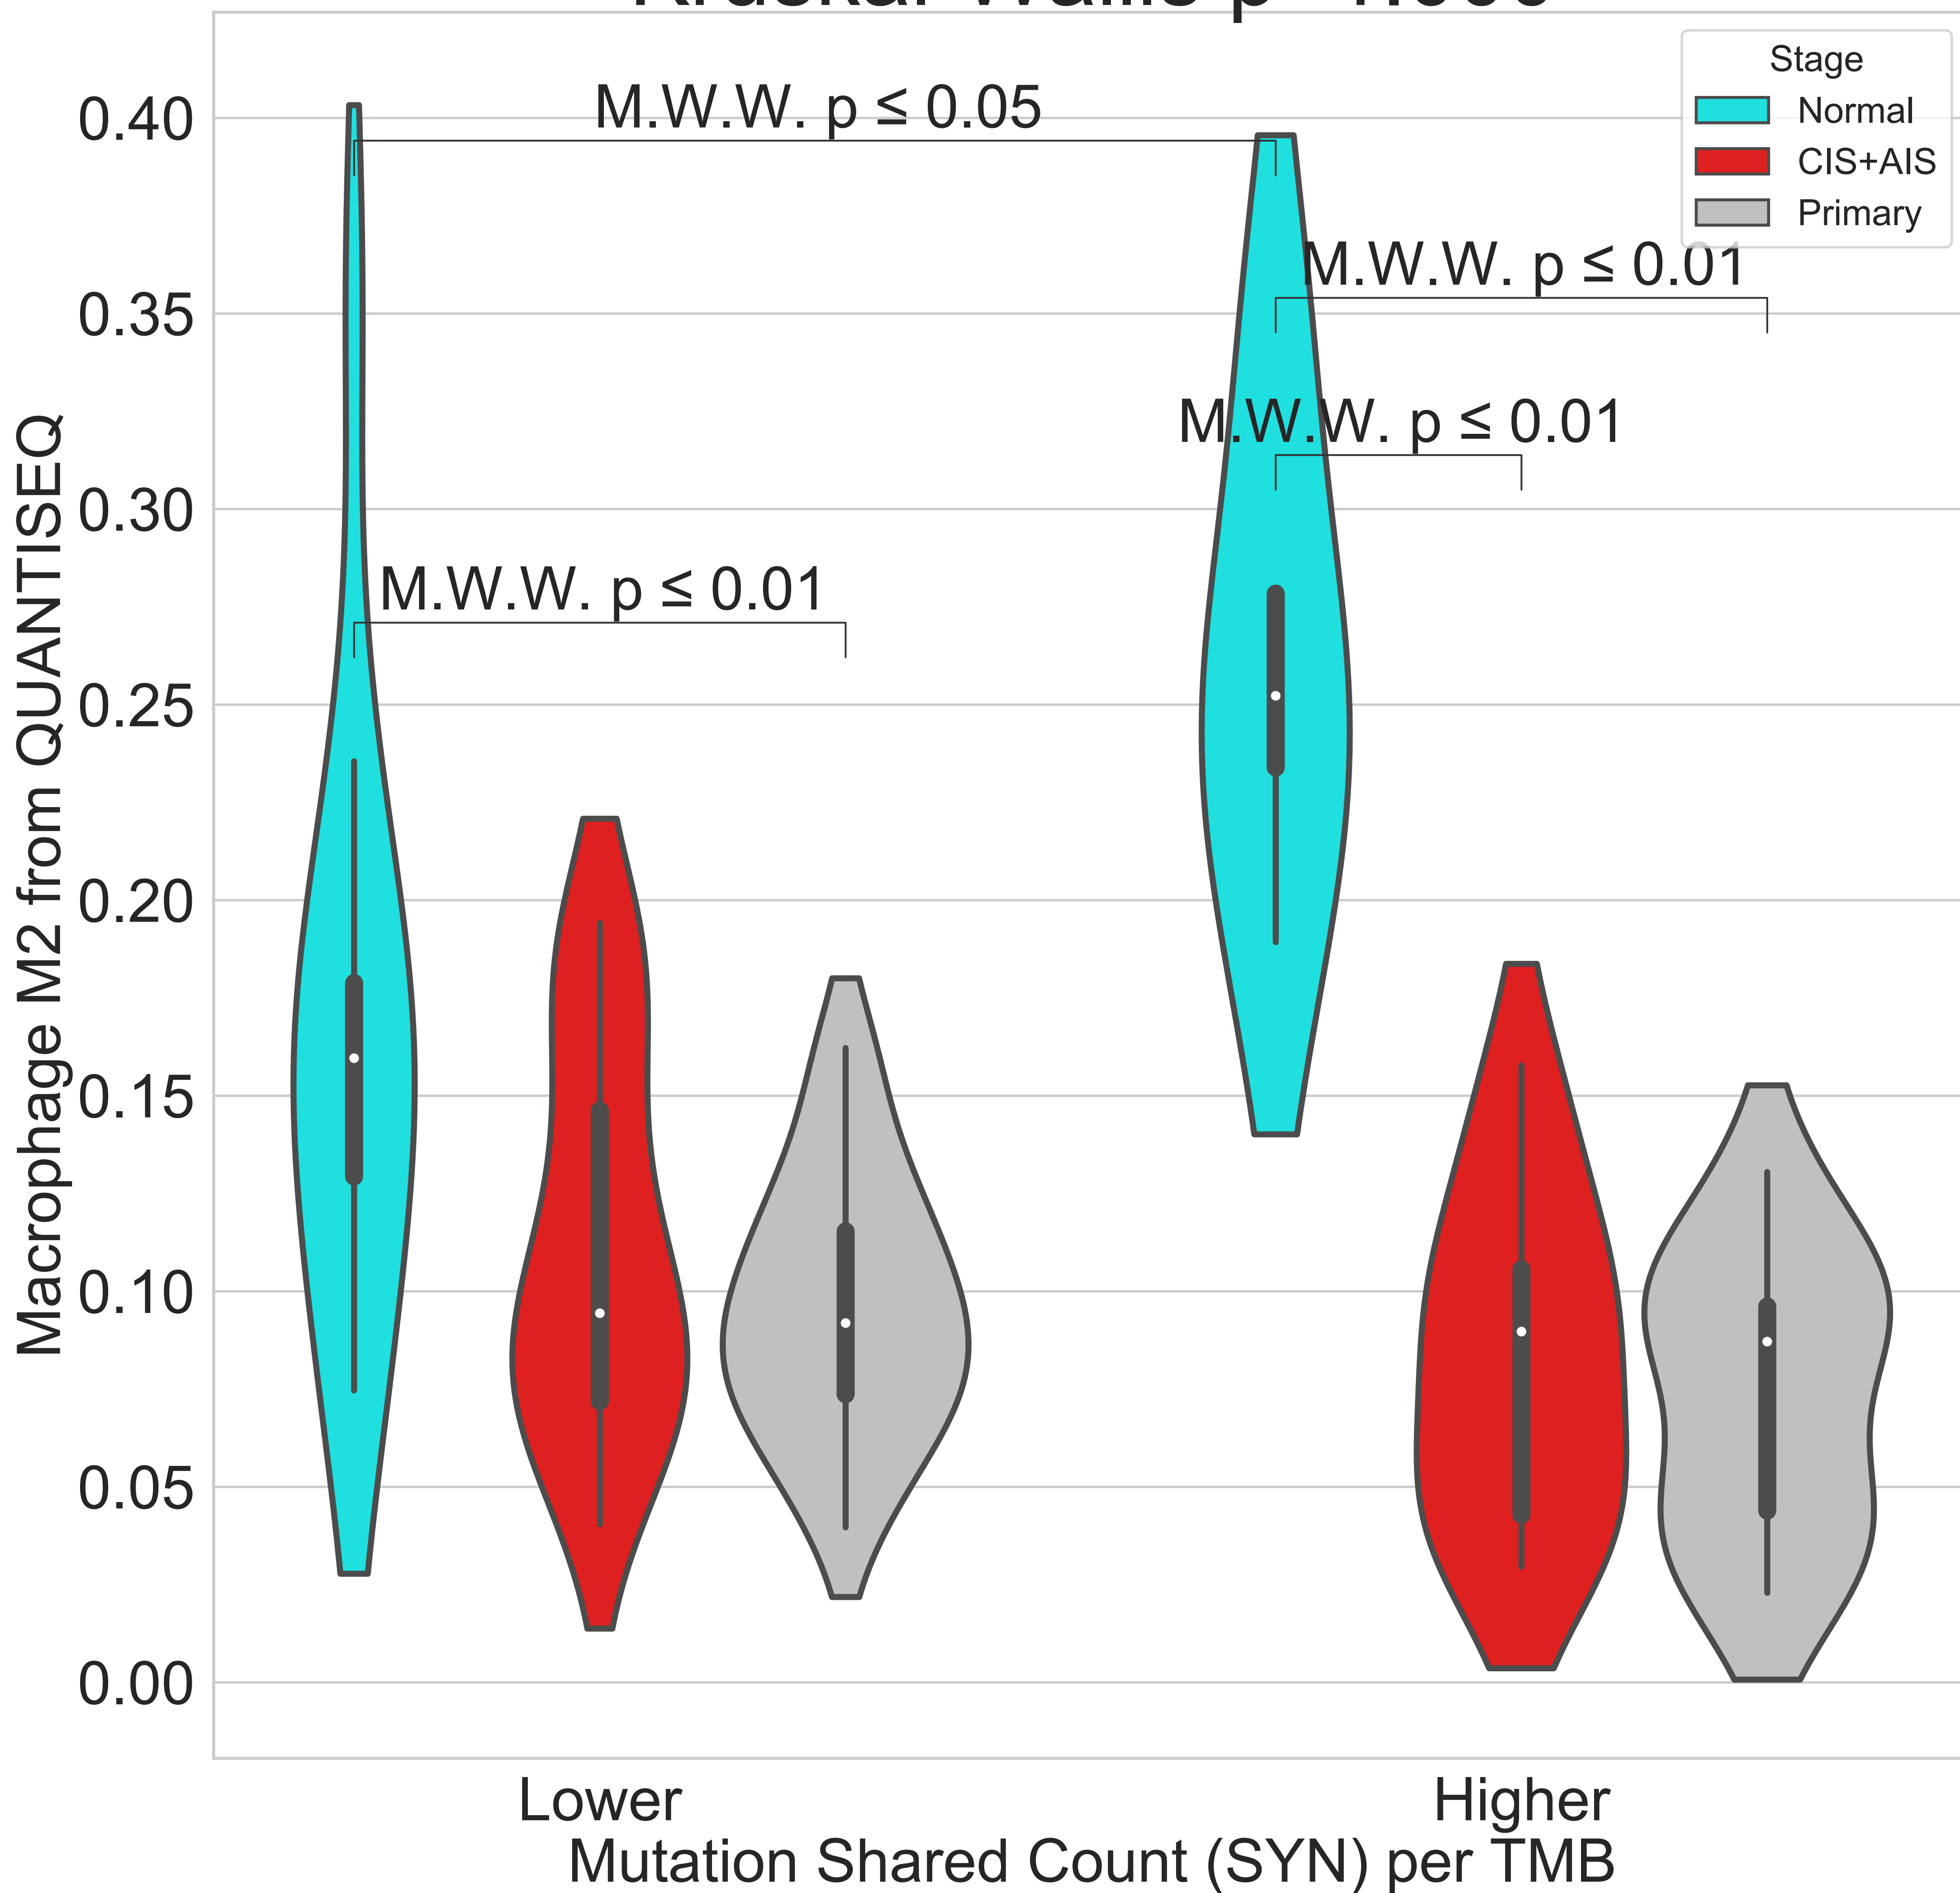 Stage
Normal
CIS+AIS
Primary
M.W.W. p ≤ 0.05
M.W.W. p ≤ 0.01
M.W.W. p ≤ 0.01
M.W.W. p ≤ 0.01
0.40
0.35
0.30
0.25
0.20
0.15
0.10
0.05
0.00
Macrophage M2 from QUANTISEQ
Lower
Higher
Mutation Shared Count (SYN) per TMB